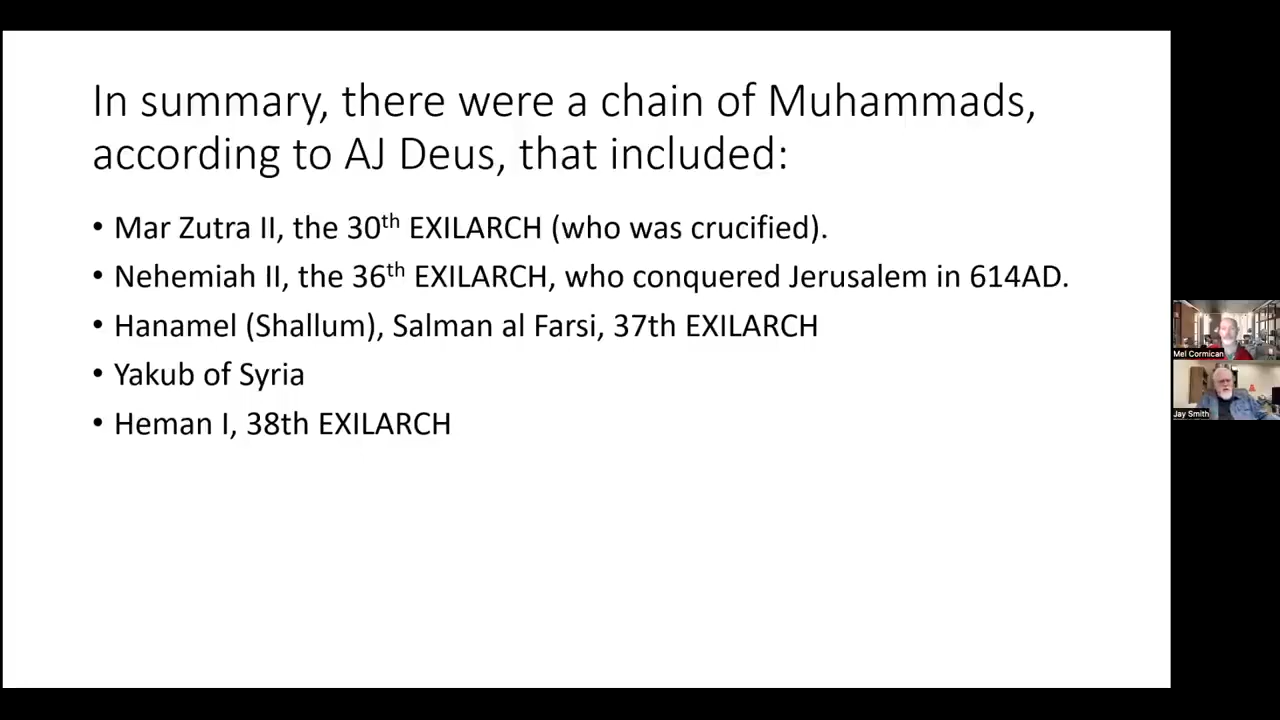 In summary, there were a chain of Muhammads,
according to AJ Deus, that included:
• Mar Zutra II, the 30th EXILARCH (who was crucified).
• Nehemiah II, the 36th EXILARCH, who conquered Jerusalem in 614AD.
• Hanamel (Shallum), Salman al Farsi, 37th EXILARCH
• Yakub of Syria
• Heman I, 38th EXILARCH
Mel Cormican
Jay Smith